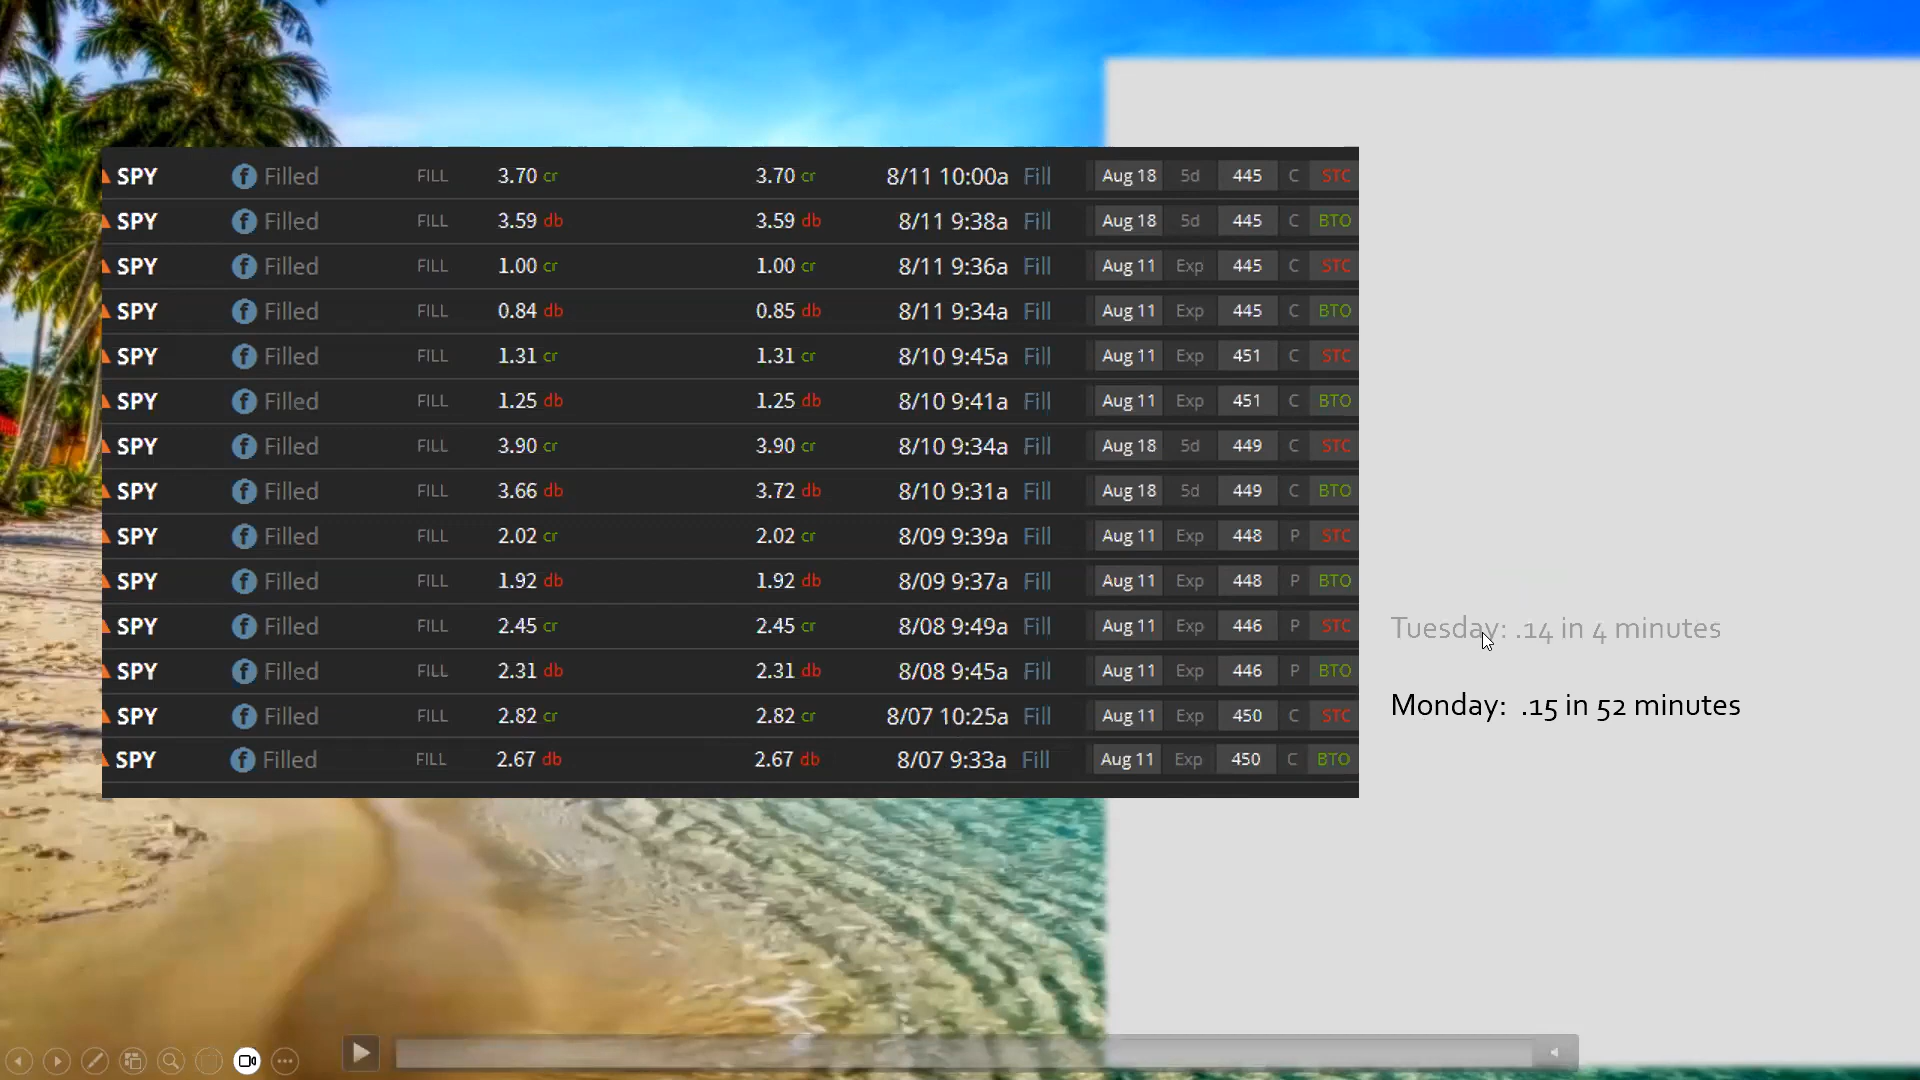 SPY f Filled FILL 3.70 cr 3.70 cr 8/11 10:00a Fill Aug 18 5d 445 C STC
SPY f Filled FILL 3.59 db 3.59 db 8/11 9:38a Fill Aug 18 5d 445 C BTO
SPY f Filled FILL 1.00 cr 1.00 cr 8/11 9:36a Fill Aug 11 Exp 445 C STC
SPY f Filled FILL 0.84 db 0.85 db 8/11 9:34a Fill Aug 11 Exp 445 C BTO
SPY f Filled FILL 1.31 cr 1.31 cr 8/10 9:45a Fill Aug 11 Exp 451 C STC
SPY f Filled FILL 1.25 db 1.25 db 8/10 9:41a Fill Aug 11 Exp 451 C BTO
SPY f Filled FILL 3.90 cr 3.90 cr 8/10 9:34a Fill Aug 18 5d 449 C STC
SPY f Filled FILL 3.66 db 3.72 db 8/10 9:31a Fill Aug 18 5d 449 C BTO
SPY f Filled FILL 2.02 cr 2.02 cr 8/09 9:39a Fill Aug 11 Exp 448 P STC
SPY f Filled FILL 1.92 db 1.92 db 8/09 9:37a Fill Aug 11 Exp 448 P BTO
SPY f Filled FILL 2.45 cr 2.45 cr 8/08 9:49a Fill Aug 11 Exp 446 P STC
Tuesday: .14 in 4 minutes
SPY f Filled FILL 2.31 db 2.31 db 8/08 9:45a Fill Aug 11 Exp 446 P BTO
SPY f Filled FILL 2.82 cr 2.82 cr 8/07 10:25a Fill Aug 11 Exp 450 C STC
Monday: .15 in 52 minutes
SPY f Filled FILL 2.67 db 2.67 db 8/07 9:33a Fill Aug 11 Exp 450 C BTO